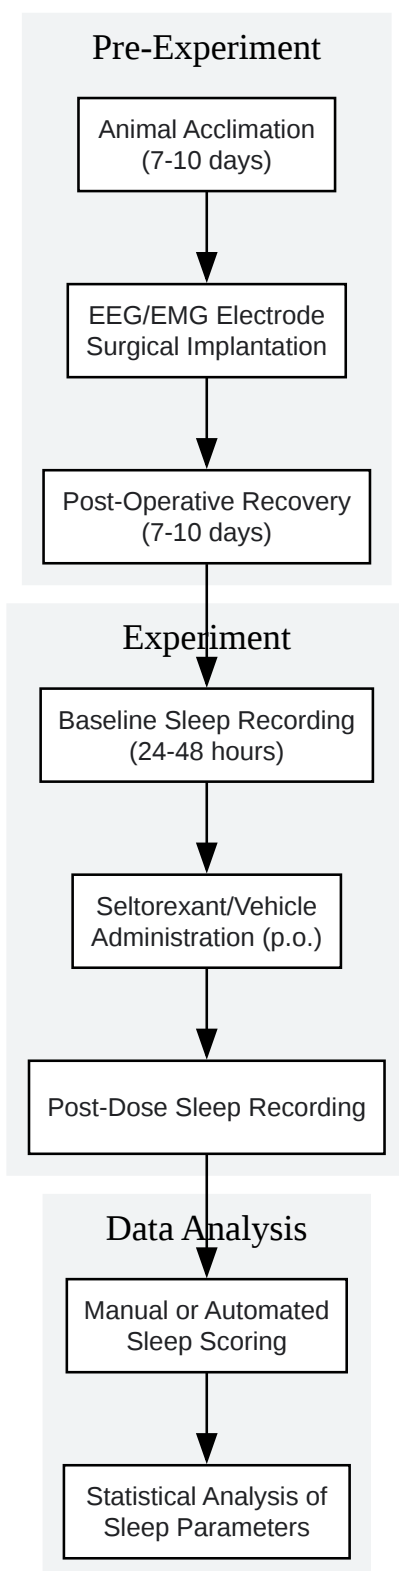 Pre-Experiment
Animal Acclimation
(7-10 days)
EEG/EMG Electrode
Surgical Implantation
Post-Operative Recovery
(7-10 days)
Experiment
Baseline Sleep Recording
(24-48 hours)
Seltorexant/Vehicle
Administration (p.o.)
Post-Dose Sleep Recording
Data Analysis
Manual or Automated
Sleep Scoring
Statistical Analysis of
Sleep Parameters